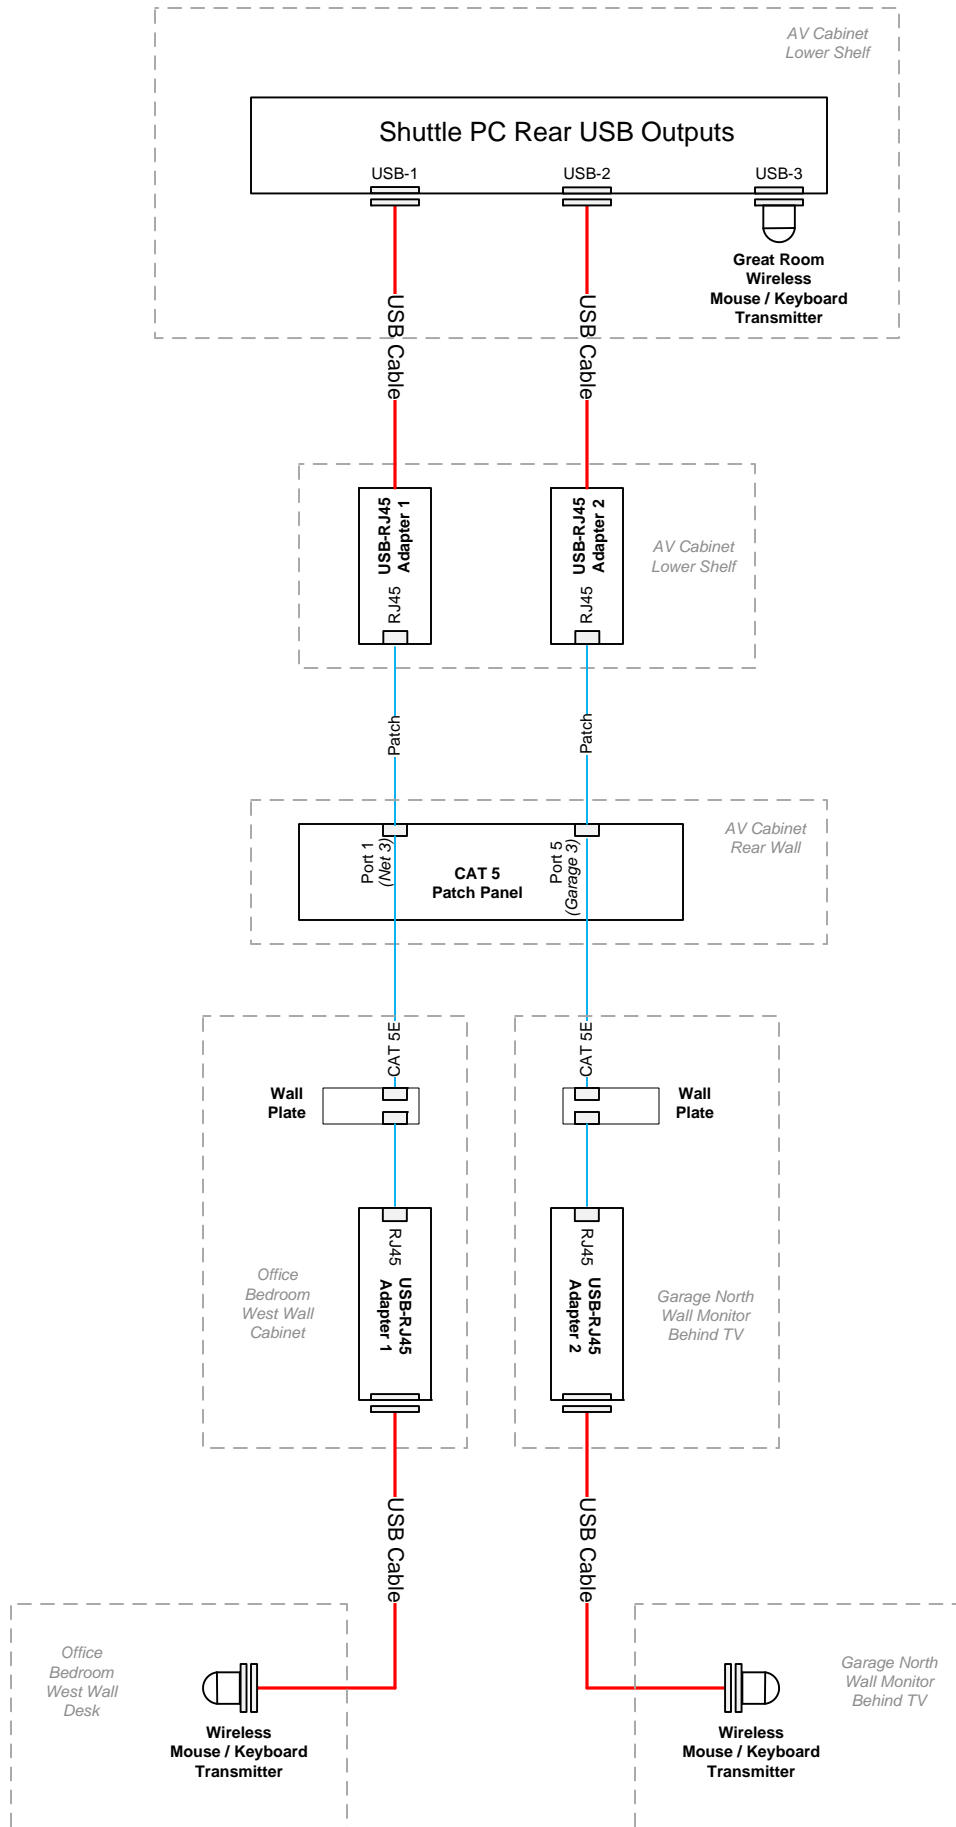 AV Cabinet
Lower Shelf
Shuttle PC Rear USB Outputs
USB-1
USB-2
USB-3
Great Room
Wireless
Mouse / Keyboard
Transmitter
USB Cable
USB Cable
USB-RJ45
Adapter 1
RJ45
USB-RJ45
Adapter 2
RJ45
AV Cabinet
Lower Shelf
Patch
Patch
AV Cabinet
Rear Wall
Port 1
(Net 3)
CAT 5
Patch Panel
Port 5
(Garage 3)
CAT 5E
CAT 5E
Wall
Plate
Wall
Plate
Office
Bedroom
West Wall
Cabinet
RJ45
USB-RJ45
Adapter 1
RJ45
USB-RJ45
Adapter 2
Garage North
Wall Monitor
Behind TV
USB Cable
USB Cable
Office
Bedroom
West Wall
Desk
Wireless
Mouse / Keyboard
Transmitter
Wireless
Mouse / Keyboard
Transmitter
Garage North
Wall Monitor
Behind TV